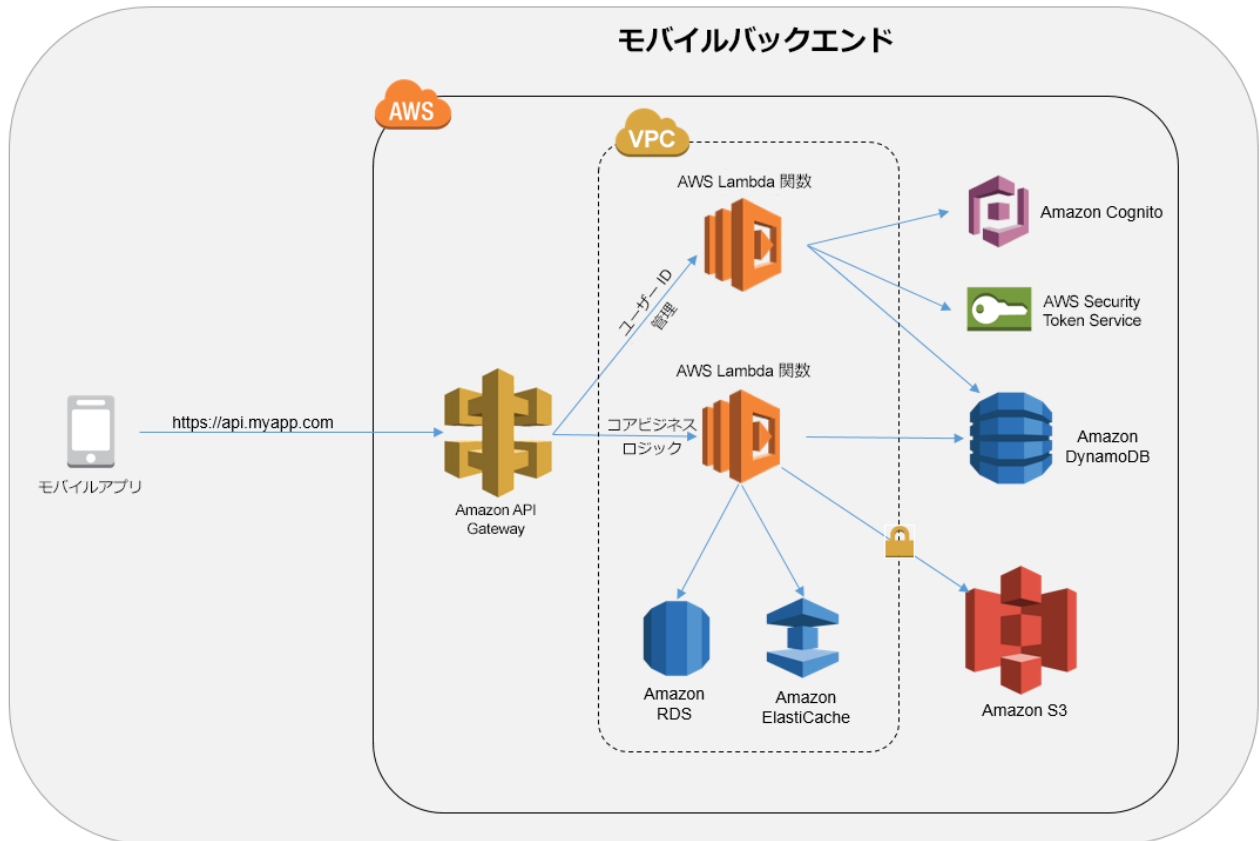 モバイルバックエンド
AWS
VPC
AWS Lambda 関数
Amazon Cognito
ユーザー ID
管理
AWS Security
Token Service
AWS Lambda 関数
https://api.myapp.com
コアビジネス
ロジック
Amazon
DynamoDB
モバイルアプリ
Amazon API
Gateway
Amazon
RDS
Amazon
ElastiCache
Amazon S3